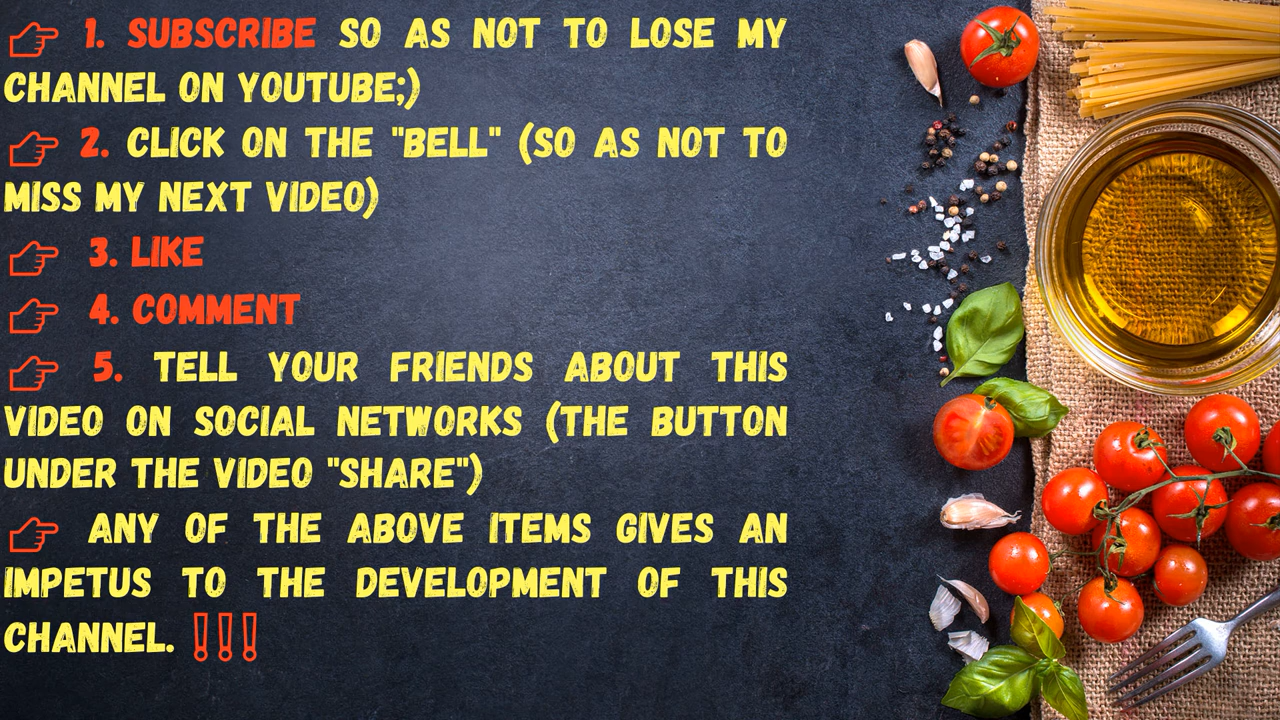 👉 1. SUBSCRIBE SO AS NOT TO LOSE MY
CHANNEL ON YOUTUBE;)
👉 2. CLICK ON THE "BELL" (SO AS NOT TO
MISS MY NEXT VIDEO)
👉 3. LIKE
👉 4. COMMENT
👉 5. TELL YOUR FRIENDS ABOUT THIS
VIDEO ON SOCIAL NETWORKS (THE BUTTON
UNDER THE VIDEO "SHARE")
👉 ANY OF THE ABOVE ITEMS GIVES AN
IMPETUS TO THE DEVELOPMENT OF THIS
CHANNEL. ❗❗❗